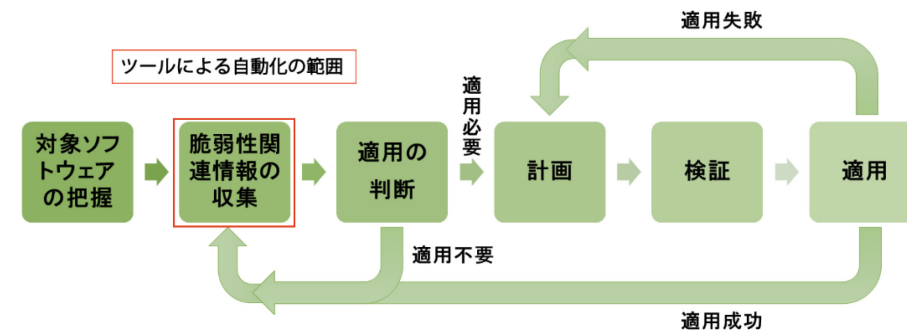 適用失敗
ツールによる自動化の範囲
適用必要
対象ソフ
トウェア
の把握
脆弱性関
連情報の
収集
適用の
判断
計画
検証
適用
適用不要
適用成功